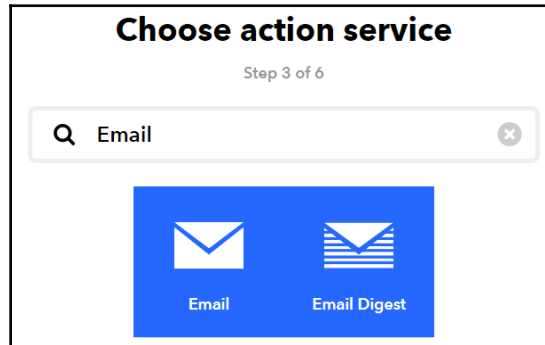 Choose action service
Step 3 of 6
Email
Email Email Digest